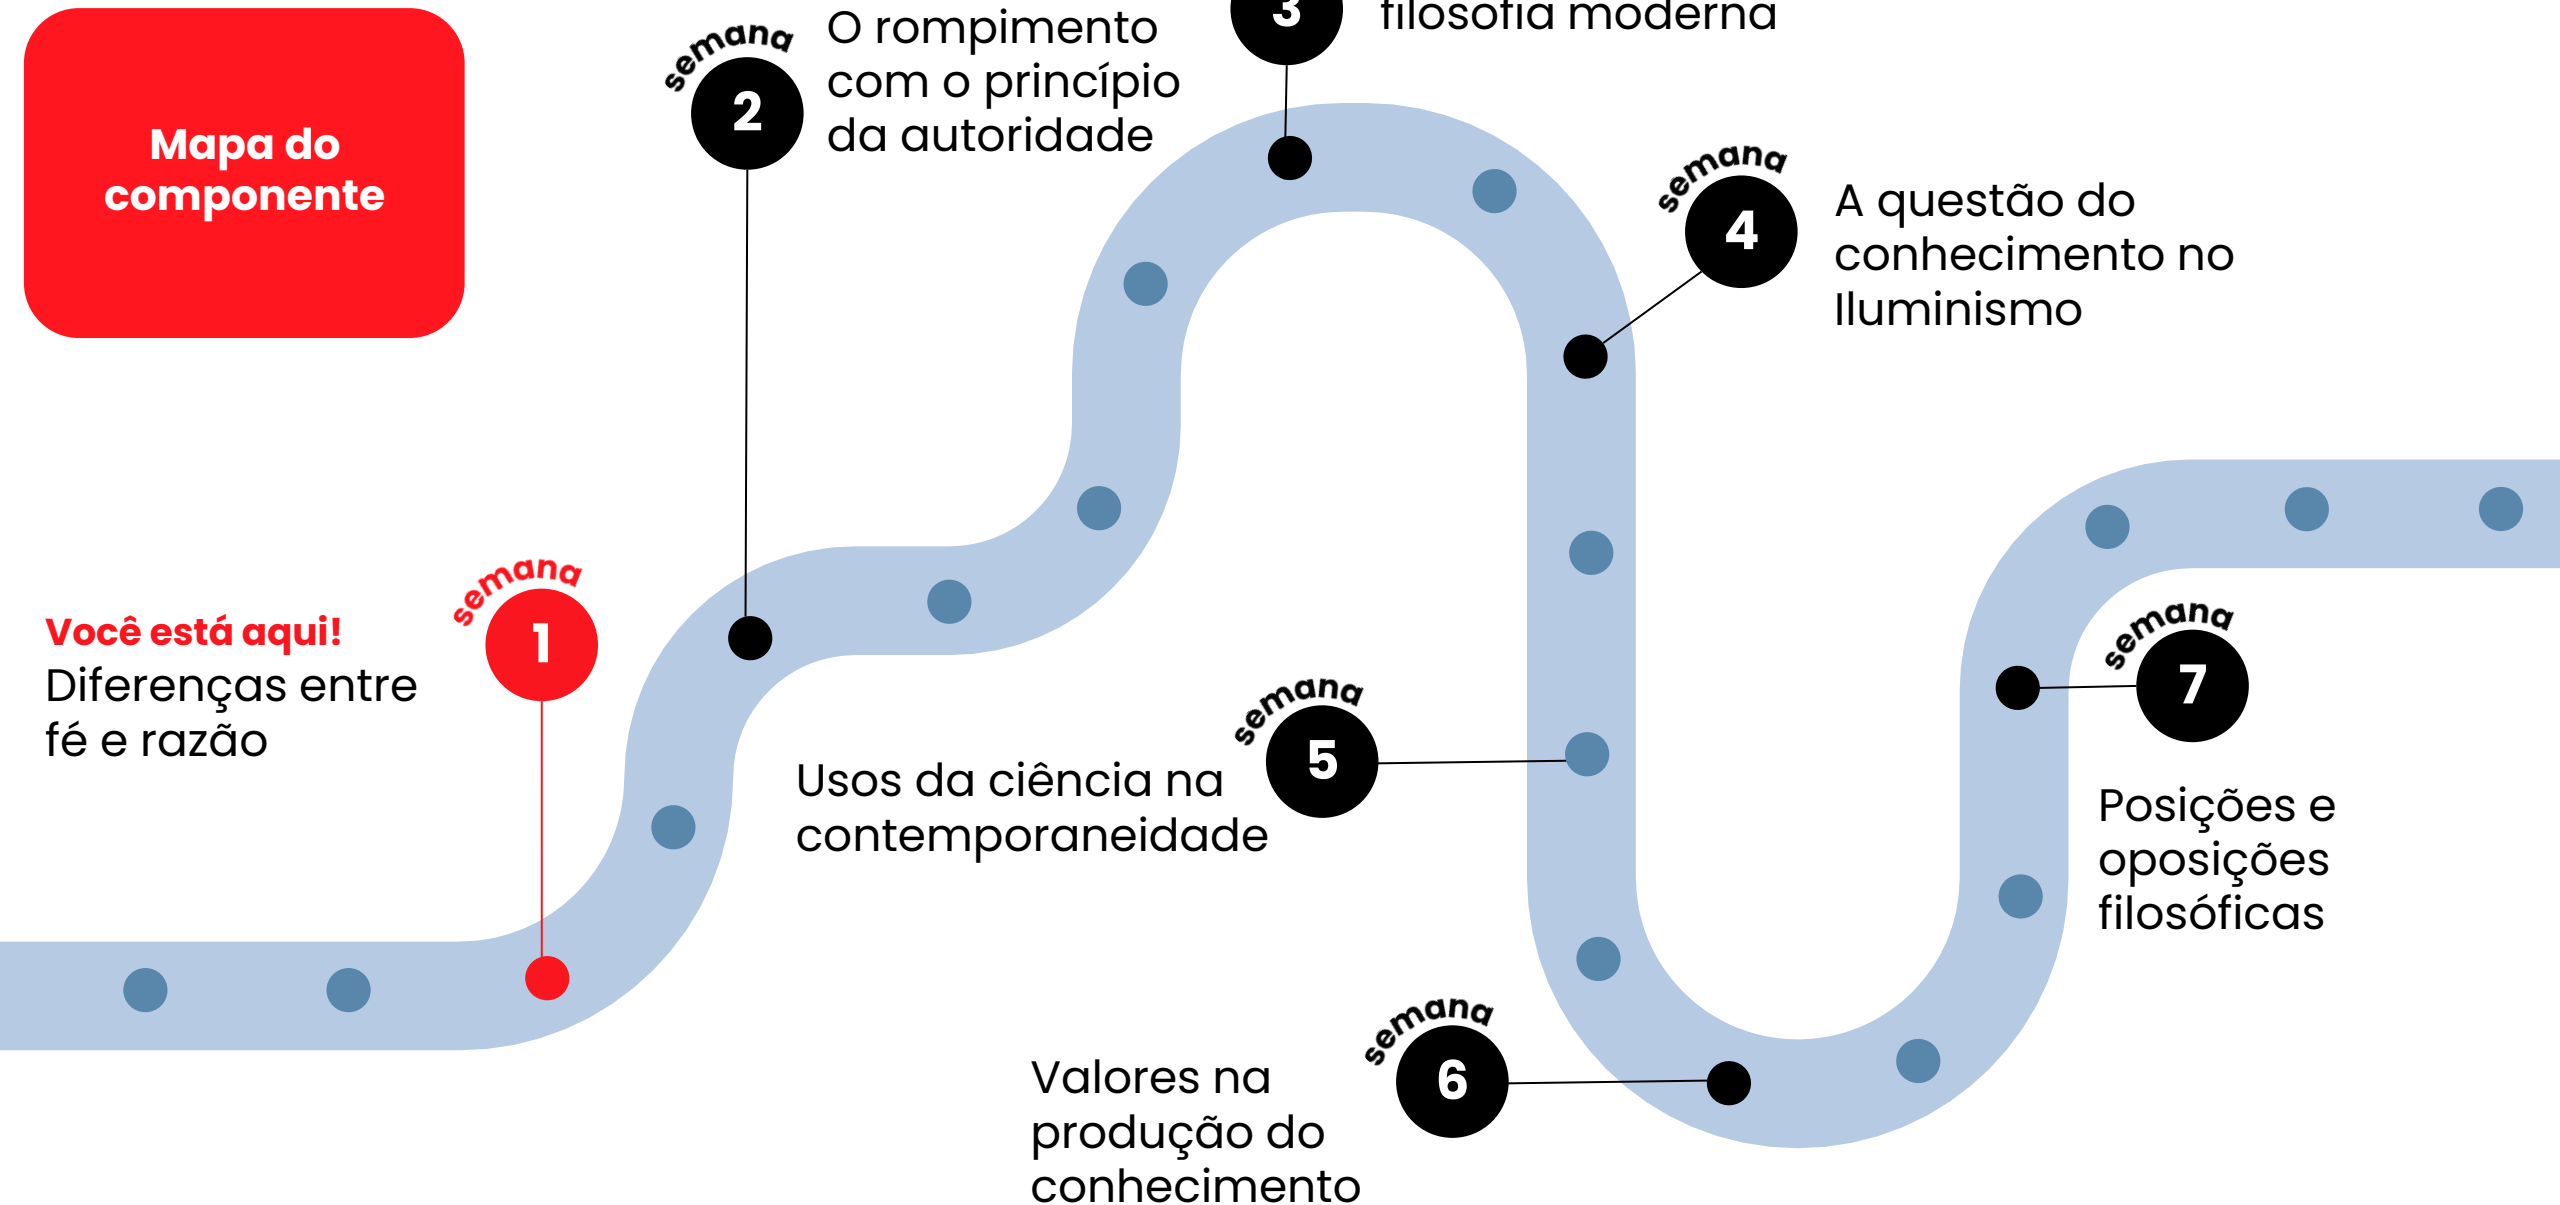 Mapa do
componente
semana
1
Você está aqui!
Diferenças entre
fé e razão
semana
2
O rompimento
com o princípio
da autoridade
3
filosofia moderna
semana
4
A questão do
conhecimento no
Iluminismo
semana
5
Usos da ciência na
contemporaneidade
semana
6
Valores na
produção do
conhecimento
semana
7
Posições e
oposições
filosóficas